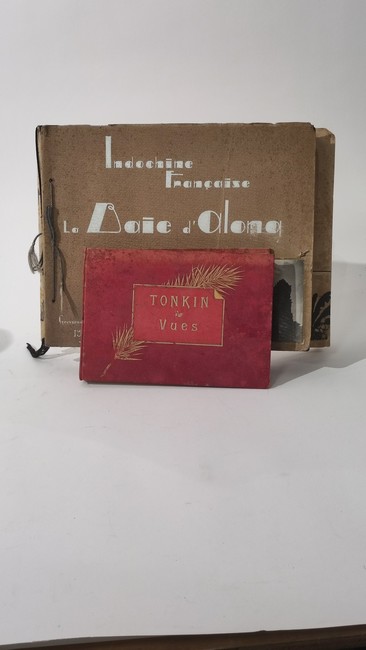 Indochine
Française
La Baie d'Along
TONKIN
Vues